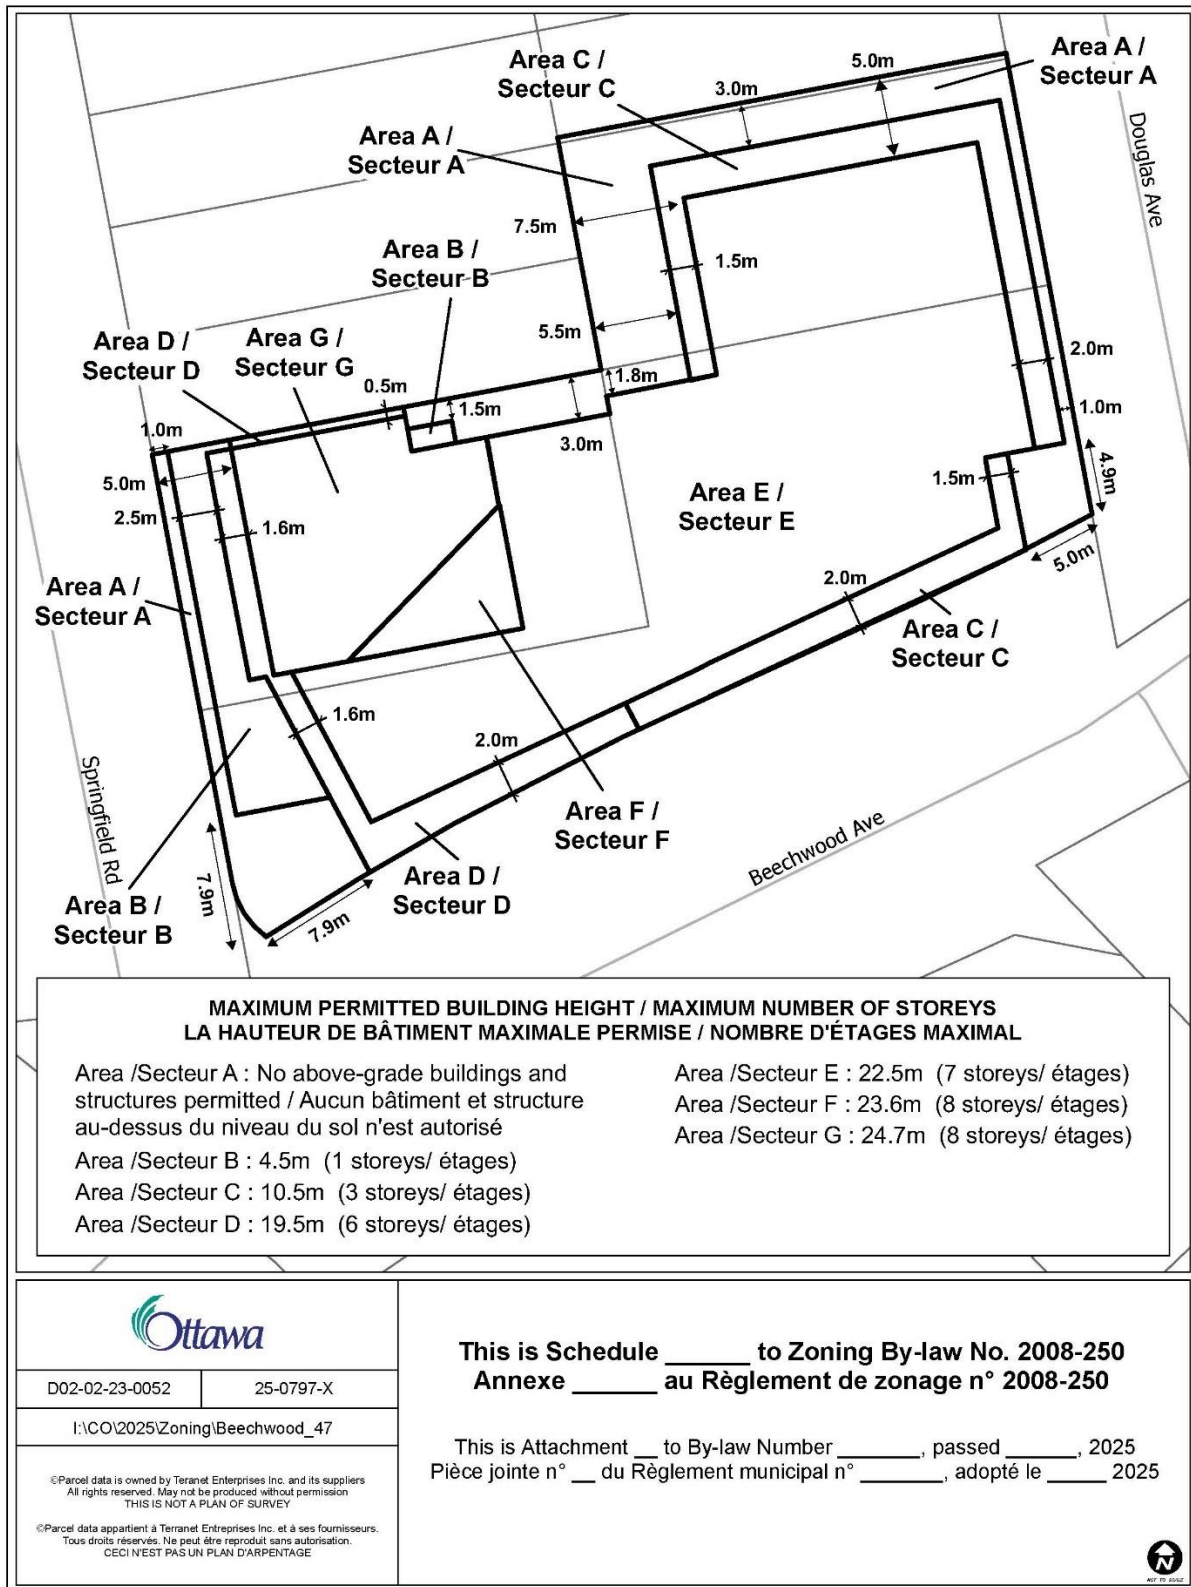 Area C /
Secteur C
5.0m
Area A /
Secteur A
3.0m
Area A /
Secteur A
Douglas Ave
7.5m
Area B /
Secteur B
1.5m
5.5m
Area D /
Secteur D
Area G /
Secteur G
0.5m
1.8m
2.0m
1.5m
1.0m
1.0m
3.0m
5.0m
1.5m
4.9m
2.5m
Area E /
Secteur E
1.6m
5.0m
Area A /
Secteur A
2.0m
Area C /
Secteur C
1.6m
2.0m
Springfield Rd
Area F /
Secteur F
Beechwood Ave
7.9m
Area D /
Secteur D
Area B /
Secteur B
7.9m
MAXIMUM PERMITTED BUILDING HEIGHT / MAXIMUM NUMBER OF STOREYS
LA HAUTEUR DE BÂTIMENT MAXIMALE PERMISE / NOMBRE D'ÉTAGES MAXIMAL
Area /Secteur A : No above-grade buildings and
structures permitted / Aucun bâtiment et structure
au-dessus du niveau du sol n'est autorisé
Area /Secteur B : 4.5m (1 storeys/ étages)
Area /Secteur C : 10.5m (3 storeys/ étages)
Area /Secteur D : 19.5m (6 storeys/ étages)
Area /Secteur E : 22.5m (7 storeys/ étages)
Area /Secteur F : 23.6m (8 storeys/ étages)
Area /Secteur G : 24.7m (8 storeys/ étages)
Ottawa
D02-02-23-0052
25-0797-X
I:\CO\2025\Zoning\Beechwood_47
©Parcel data is owned by Teranet Enterprises Inc. and its suppliers
All rights reserved. May not be produced without permission
THIS IS NOT A PLAN OF SURVEY
©Parcel data appartient à Terranet Entreprises Inc. et à ses fournisseurs.
Tous droits réservés. Ne peut être reproduit sans autorisation.
CECI N'EST PAS UN PLAN D'ARPENTAGE
This is Schedule ______ to Zoning By-law No. 2008-250
Annexe ______ au Règlement de zonage n° 2008-250
This is Attachment __ to By-law Number _______, passed ______, 2025
Pièce jointe n° __ du Règlement municipal n° _______, adopté le _____ 2025
N
NOT TO SCALE